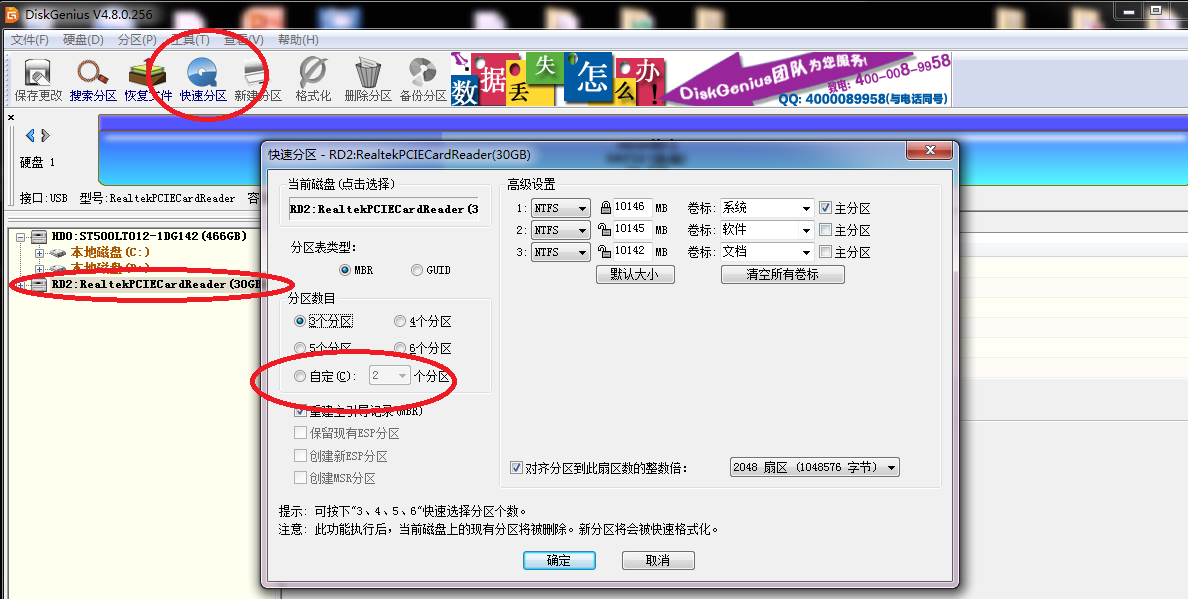 DiskGenius V4.8.0.256
文件(F) 硬盘(D) 分区(P) 工具(T) 查看(V) 帮助(H)
保存更改 搜索分区 恢复文件 快速分区 新建分区 格式化 删除分区 备份分区
数据丢失怎么办!
DiskGenius团队为您服务!
致电: 400-008-9958
QQ: 4000089958(与电话同号)
硬盘 1
接口:USB 型号:RealtekPCIECardReader 容
HD0:ST500LT012-1DG142(466GB)
本地磁盘(C:)
本地磁盘(D:)
RD2:RealtekPCIECardReader(30GB
快速分区 - RD2:RealtekPCIECardReader(30GB)
当前磁盘(点击选择)
RD2:RealtekPCIECardReader(3
分区表类型:
MBR GUID
分区数目
3个分区 4个分区
5个分区 6个分区
自定(C): 2 个分区
重建主引导记录(MBR)
保留现有ESP分区
创建新ESP分区
创建MSR分区
高级设置
1: NTFS 10146 MB 卷标: 系统 主分区
2: NTFS 10145 MB 卷标: 软件 主分区
3: NTFS 10142 MB 卷标: 文档 主分区
默认大小 清空所有卷标
对齐分区到此扇区数的整数倍: 2048 扇区 (1048576 字节)
提示: 可按下"3、4、5、6"快速选择分区个数。
注意: 此功能执行后，当前磁盘上的现有分区将被删除。新分区将会被快速格式化。
确定 取消